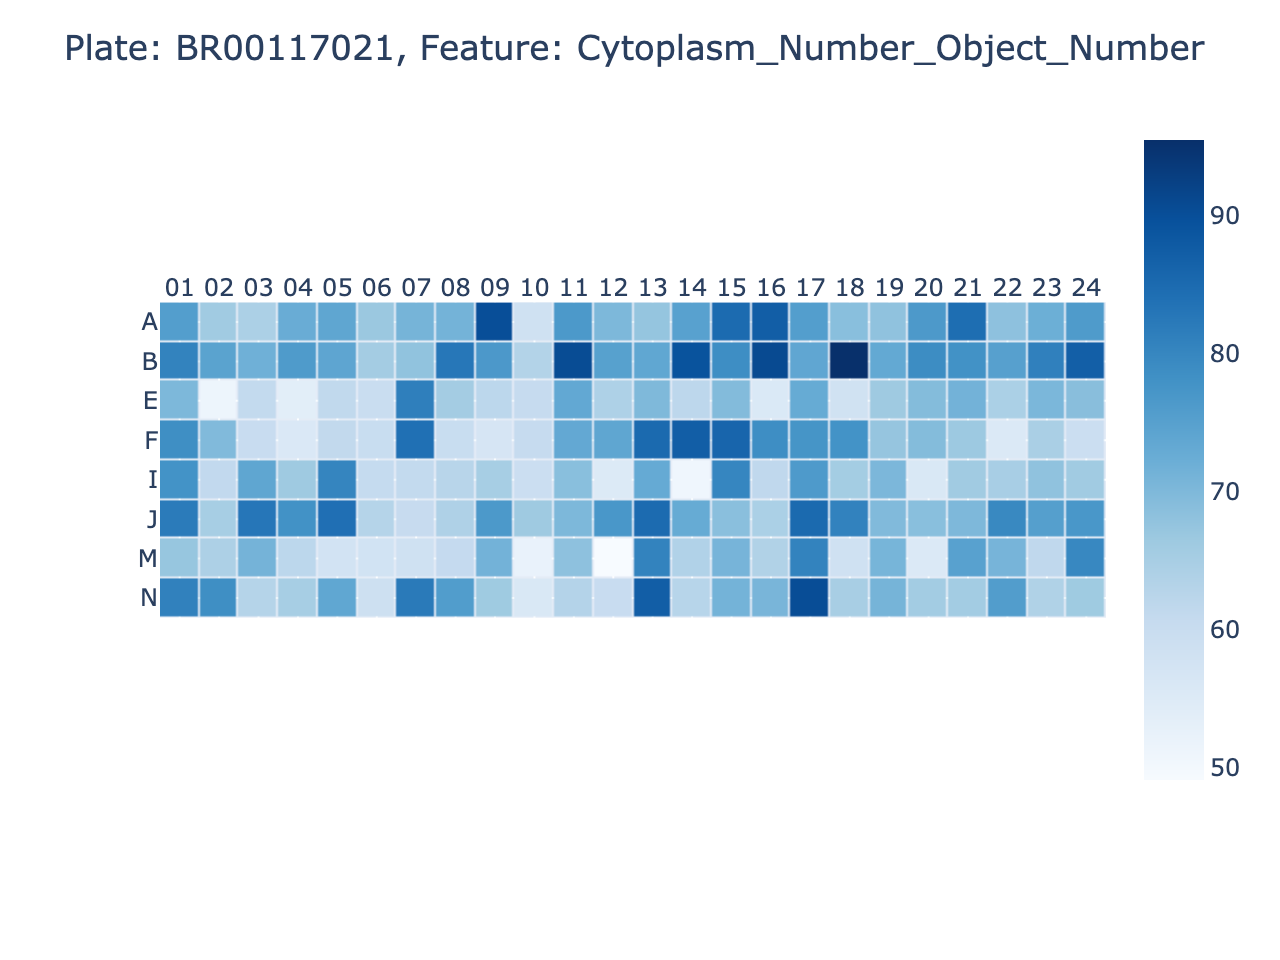 Plate: BR00117021, Feature: Cytoplasm_Number_Object_Number
01 02 03 04 05 06 07 08 09 10 11 12 13 14 15 16 17 18 19 20 21 22 23 24
A
B
E
F
I
J
M
N
90
80
70
60
50